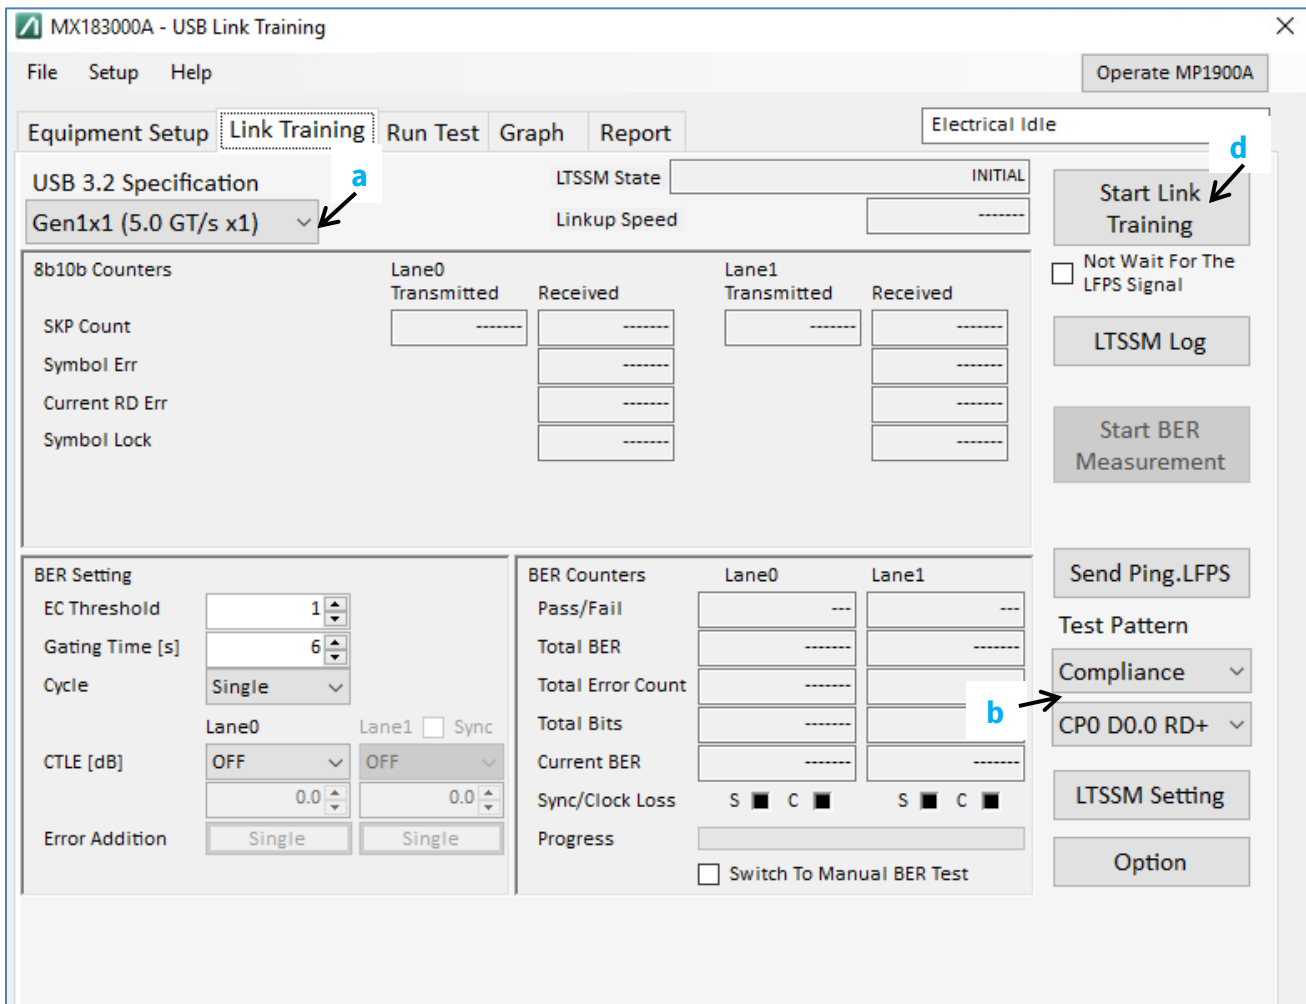 MX183000A - USB Link Training
File Setup Help Operate MP1900A
Equipment Setup Link Training Run Test Graph Report Electrical Idle
a
d
USB 3.2 Specification
Gen1x1 (5.0 GT/s x1)
LTSSM State INITIAL
Linkup Speed -------
Start Link
Training
Not Wait For The
LFPS Signal
LTSSM Log
Start BER
Measurement
8b10b Counters Lane0 Lane1
Transmitted Received Transmitted Received
SKP Count ------- ------- ------- -------
Symbol Err ------- -------
Current RD Err ------- -------
Symbol Lock ------- -------
BER Setting
EC Threshold 1
Gating Time [s] 6
Cycle Single
Lane0 Lane1 Sync
CTLE [dB] OFF OFF
0.0 0.0
Error Addition Single Single
BER Counters Lane0 Lane1
Pass/Fail --- ---
Total BER ------- -------
Total Error Count -------
Total Bits -------
Current BER ------- -------
Sync/Clock Loss S C S C
Progress
Switch To Manual BER Test
Send Ping.LFPS
Test Pattern
Compliance
b
CP0 D0.0 RD+
LTSSM Setting
Option